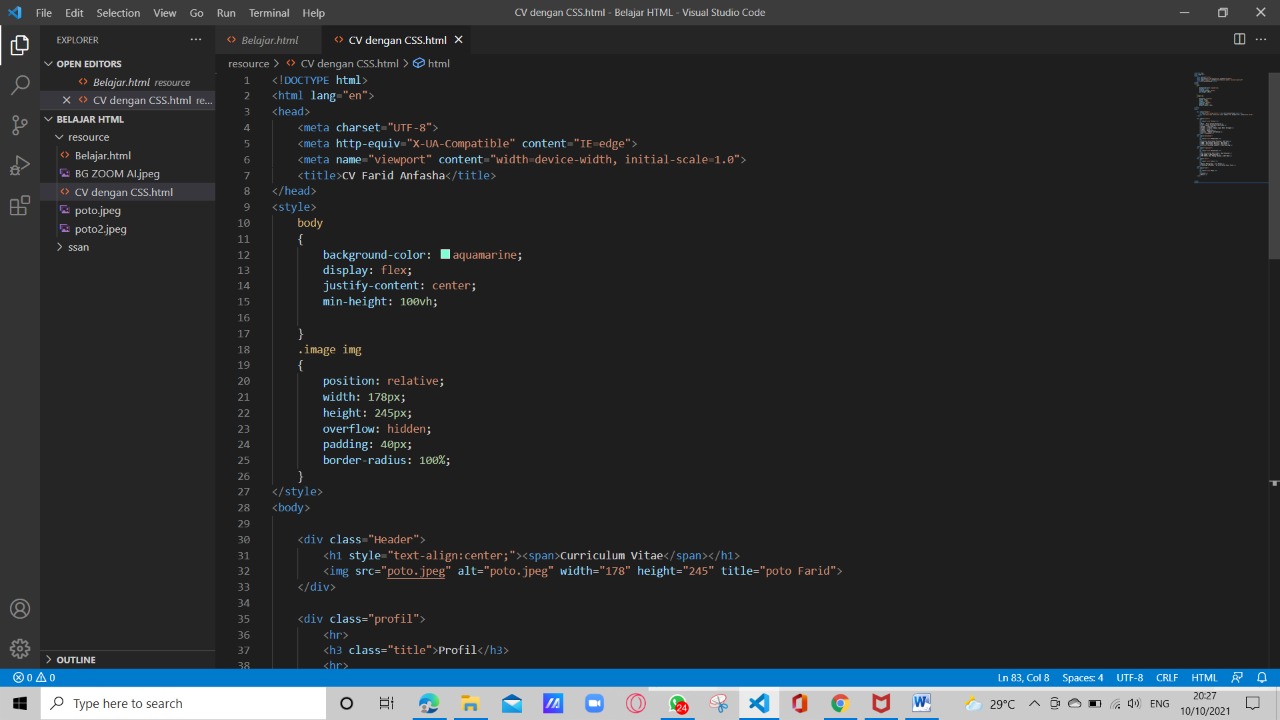 File Edit Selection View Go Run Terminal Help CV dengan CSS.html - Belajar HTML - Visual Studio Code
EXPLORER
OPEN EDITORS
Belajar.html resource
CV dengan CSS.html re...
BELAJAR HTML
resource
Belajar.html
BG ZOOM AI.jpeg
CV dengan CSS.html
poto.jpeg
poto2.jpeg
ssan
OUTLINE
Belajar.html CV dengan CSS.html
resource > CV dengan CSS.html > html
1 <!DOCTYPE html>
2 <html lang="en">
3 <head>
4 <meta charset="UTF-8">
5 <meta http-equiv="X-UA-Compatible" content="IE=edge">
6 <meta name="viewport" content="width=device-width, initial-scale=1.0">
7 <title>CV Farid Anfasha</title>
8 </head>
9 <style>
10 body
11 {
12 background-color: aquamarine;
13 display: flex;
14 justify-content: center;
15 min-height: 100vh;
16
17 }
18 .image img
19 {
20 position: relative;
21 width: 178px;
22 height: 245px;
23 overflow: hidden;
24 padding: 40px;
25 border-radius: 100%;
26 }
27 </style>
28 <body>
29
30 <div class="Header">
31 <h1 style="text-align:center;"><span>Curriculum Vitae</span></h1>
32 <img src="poto.jpeg" alt="poto.jpeg" width="178" height="245" title="poto Farid">
33 </div>
34
35 <div class="profil">
36 <hr>
37 <h3 class="title">Profil</h3>
38 <hr>
0 0 Ln 83, Col 8 Spaces: 4 UTF-8 CRLF HTML
Type here to search 24 29°C ENG 20:27
10/10/2021